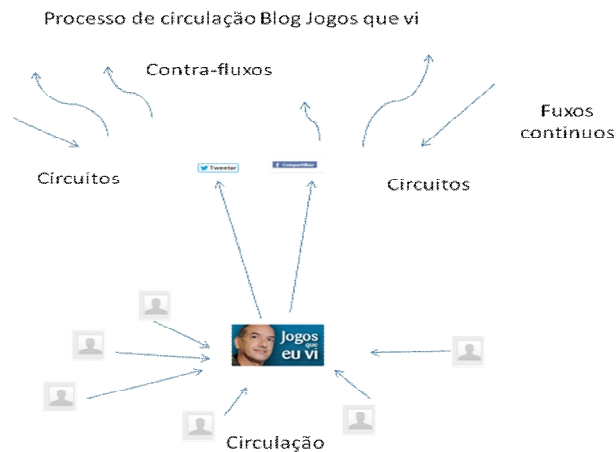 Processo de circulação Blog Jogos que vi
Contra-fluxos
Fuxos
continuos
Circuitos
Tweetar
Compartilhar
Circuitos
Jogos
que
eu vi
Circulação